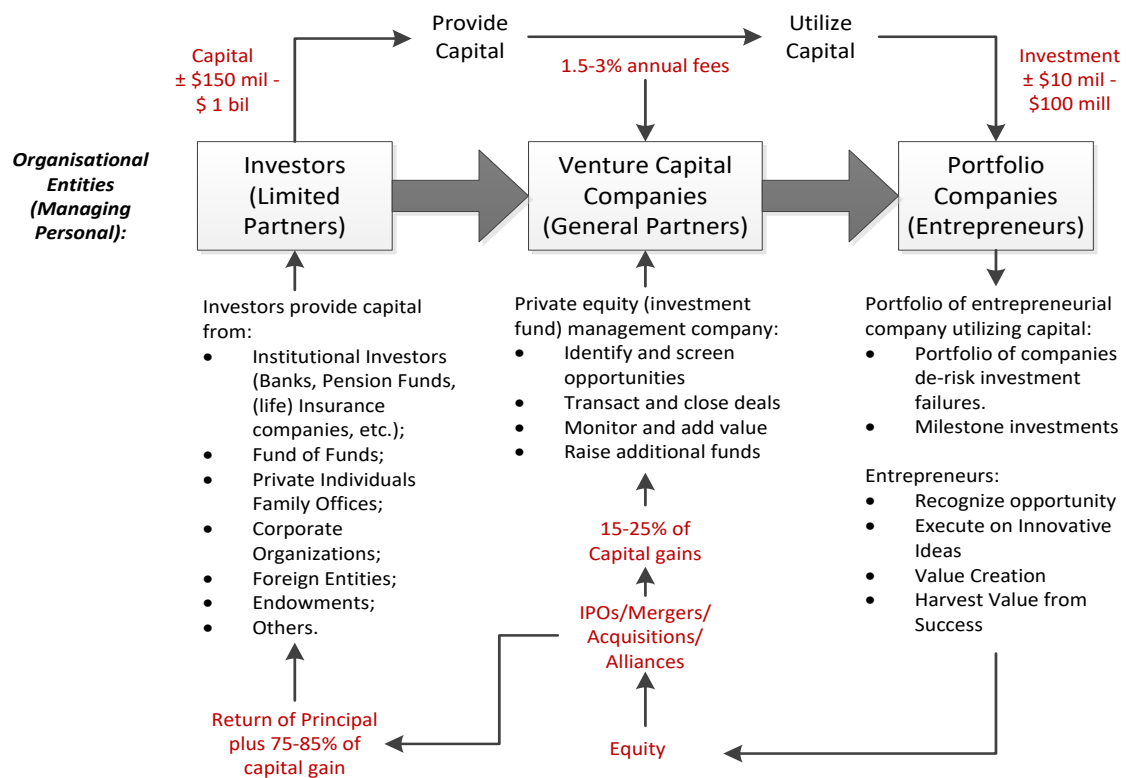 Provide
Capital
Utilize
Capital
Capital
± $150 mil -
$ 1 bil
1.5-3% annual fees
Investment
± $10 mil -
$100 mill
Organisational
Entities
(Managing
Personal):
Investors
(Limited
Partners)
Venture Capital
Companies
(General Partners)
Portfolio
Companies
(Entrepreneurs)
Investors provide capital
from:
• Institutional Investors
(Banks, Pension Funds,
(life) Insurance
companies, etc.);
• Fund of Funds;
• Private Individuals
Family Offices;
• Corporate
Organizations;
• Foreign Entities;
• Endowments;
• Others.
Return of Principal
plus 75-85% of
capital gain
Private equity (investment
fund) management company:
• Identify and screen
opportunities
• Transact and close deals
• Monitor and add value
• Raise additional funds
15-25% of
Capital gains
IPOs/Mergers/
Acquisitions/
Alliances
Equity
Portfolio of entrepreneurial
company utilizing capital:
• Portfolio of companies
de-risk investment
failures.
• Milestone investments
Entrepreneurs:
• Recognize opportunity
• Execute on Innovative
Ideas
• Value Creation
• Harvest Value from
Success